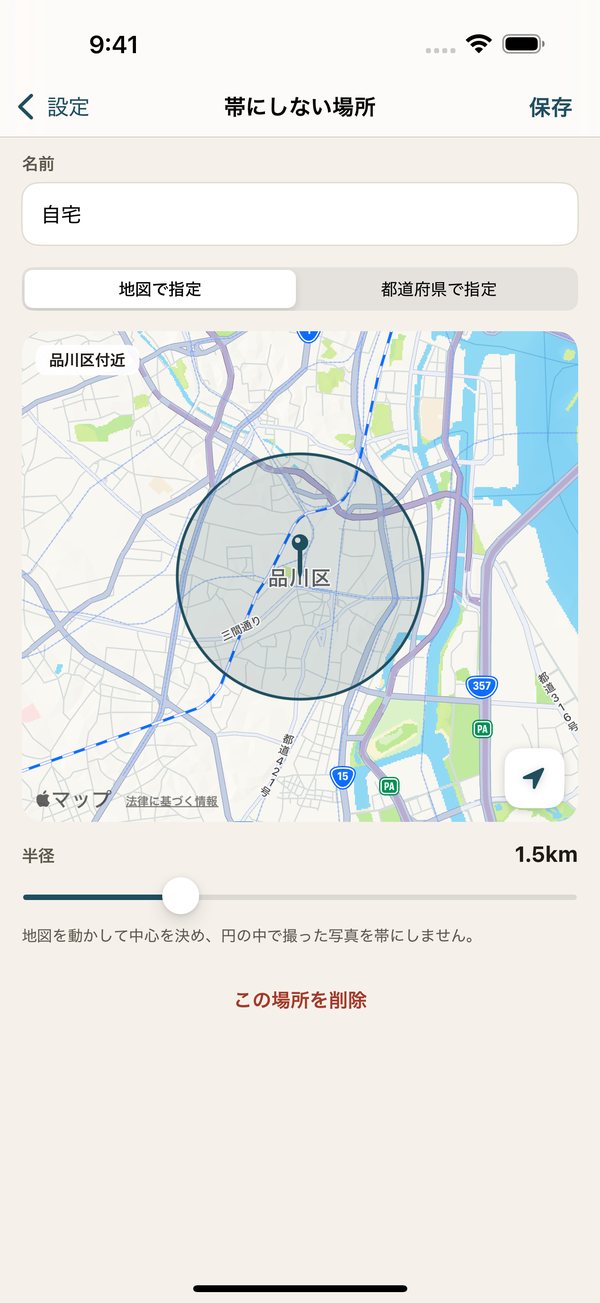 9:41
設定
帯にしない場所
保存
名前
自宅
地図で指定
都道府県で指定
品川区付近
品川区
三間通り
357
都道316号
PA
都道421号
15
PA
マップ
法律に基づく情報
半径
1.5km
地図を動かして中心を決め、円の中で撮った写真を帯にしません。
この場所を削除